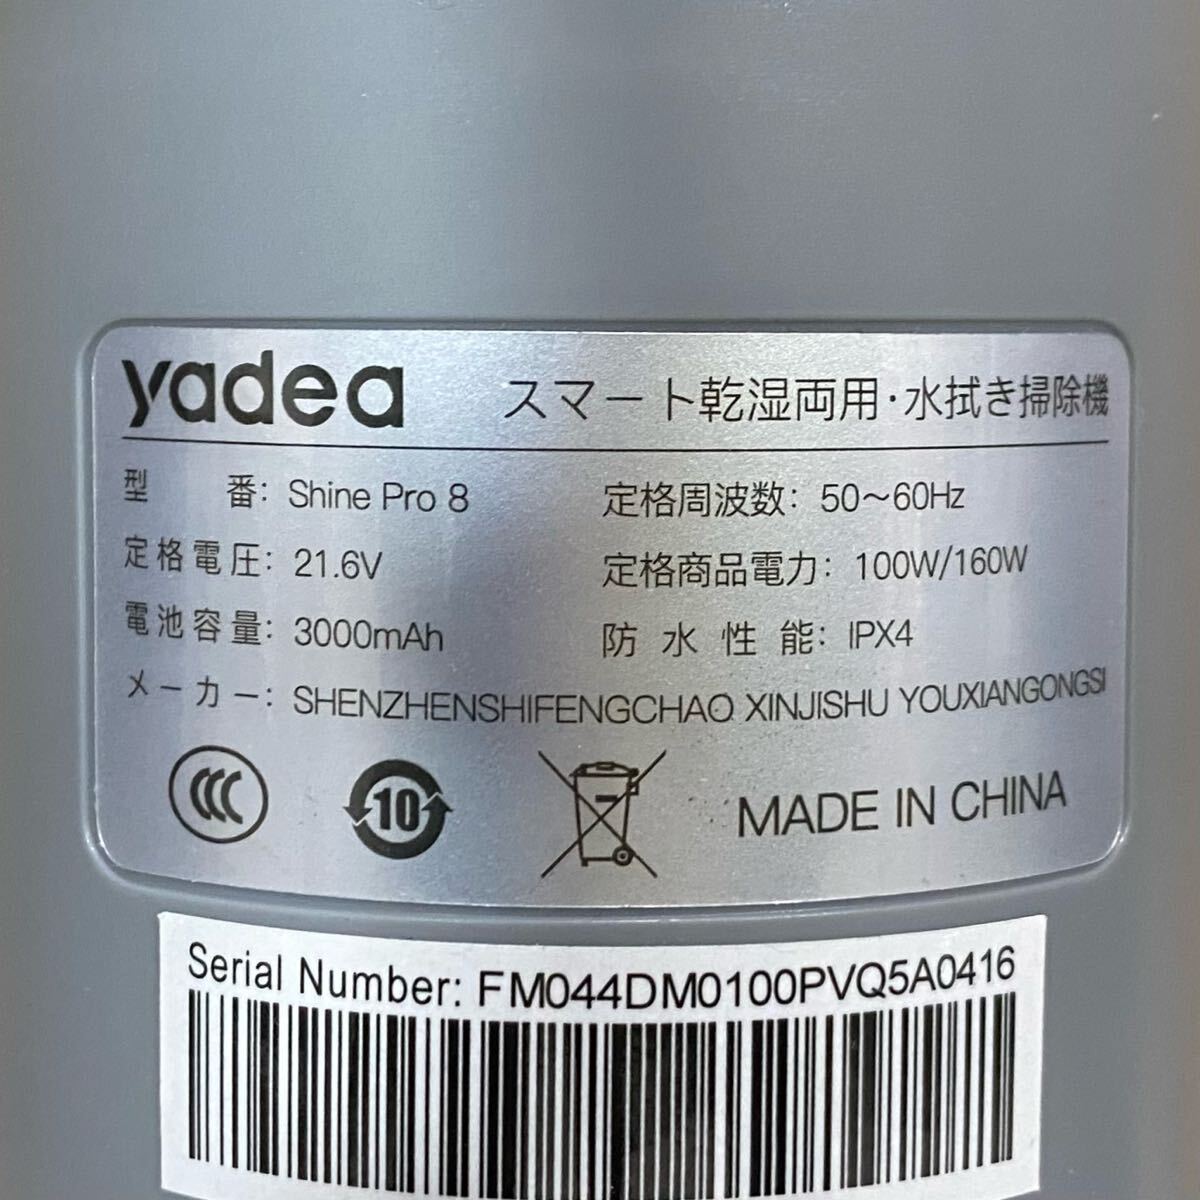 yadea スマート乾湿両用・水拭き掃除機
型 番: Shine Pro 8
定格周波数: 50~60Hz
定格電圧: 21.6V
定格商品電力: 100W/160W
電池容量: 3000mAh
防水性能: IPX4
メーカー: SHENZHENSHIFENGCHAO XINJISHU YOUXIANGONGSI
CCC 10 MADE IN CHINA
Serial Number: FM044DM0100PVQ5A0416